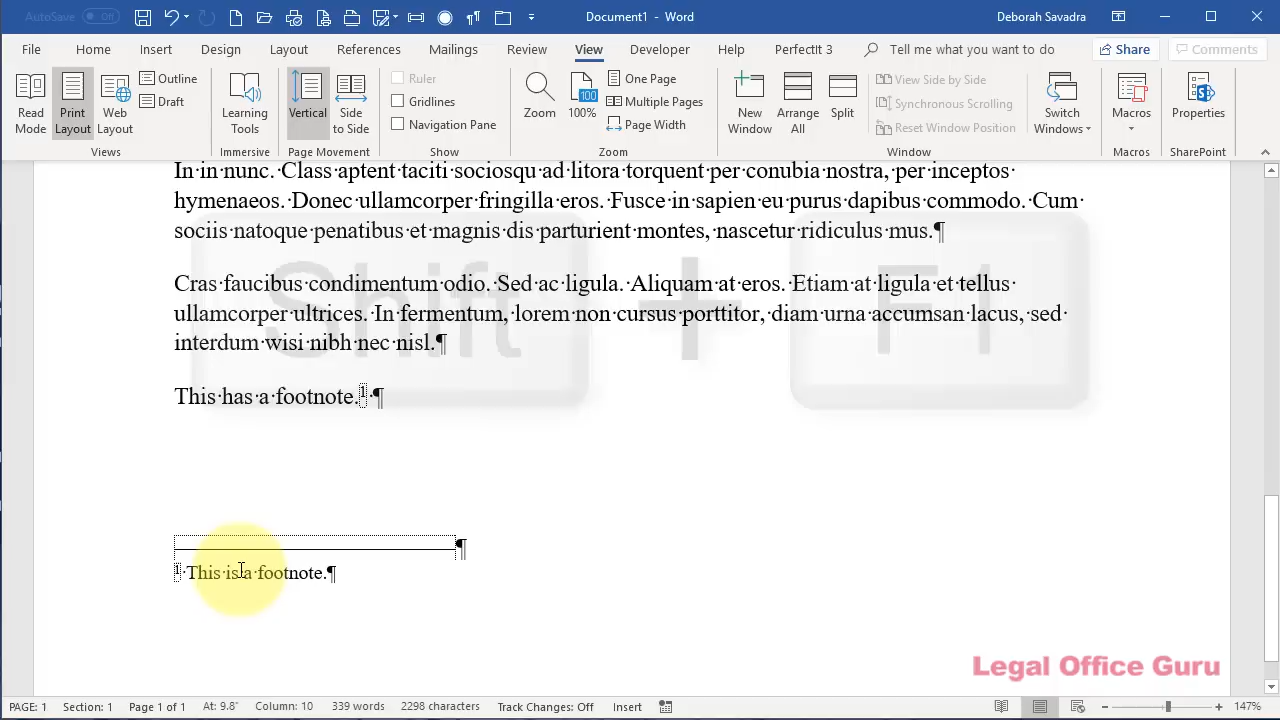 AutoSave Off Document1 - Word Deborah Savadra
File Home Insert Design Layout References Mailings Review View Developer Help PerfectIt 3 Tell me what you want to do Share Comments
Read Mode
Print Layout
Web Layout
Outline
Draft
Views
Learning Tools
Immersive
Vertical
Side to Side
Page Movement
Ruler
Gridlines
Navigation Pane
Show
Zoom
100
100%
One Page
Multiple Pages
Page Width
Zoom
New Window
Arrange All
Split
View Side by Side
Synchronous Scrolling
Reset Window Position
Switch Windows
Window
Macros
Macros
Properties
SharePoint
In·in·nunc.·Class·aptent·taciti·sociosqu·ad·litora·torquent·per·conubia·nostra,·per·inceptos·
hymenaeos.·Donec·ullamcorper·fringilla·eros.·Fusce·in·sapien·eu·purus·dapibus·commodo.·Cum·
sociis·natoque·penatibus·et·magnis·dis·parturient·montes,·nascetur·ridiculus·mus.¶
Cras·faucibus·condimentum·odio.·Sed·ac·ligula.·Aliquam·at·eros.·Etiam·at·ligula·et·tellus·
ullamcorper·ultrices.·In·fermentum,·lorem·non·cursus·porttitor,·diam·urna·accumsan·lacus,·sed·
interdum·wisi·nibh·nec·nisl.¶
Shift + F1
This·has·a·footnote.1·¶
¶
1·This·is·a·footnote.¶
Legal Office Guru
PAGE: 1 Section: 1 Page 1 of 1 At: 9.8" Column: 10 339 words 2298 characters Track Changes: Off Insert 147%